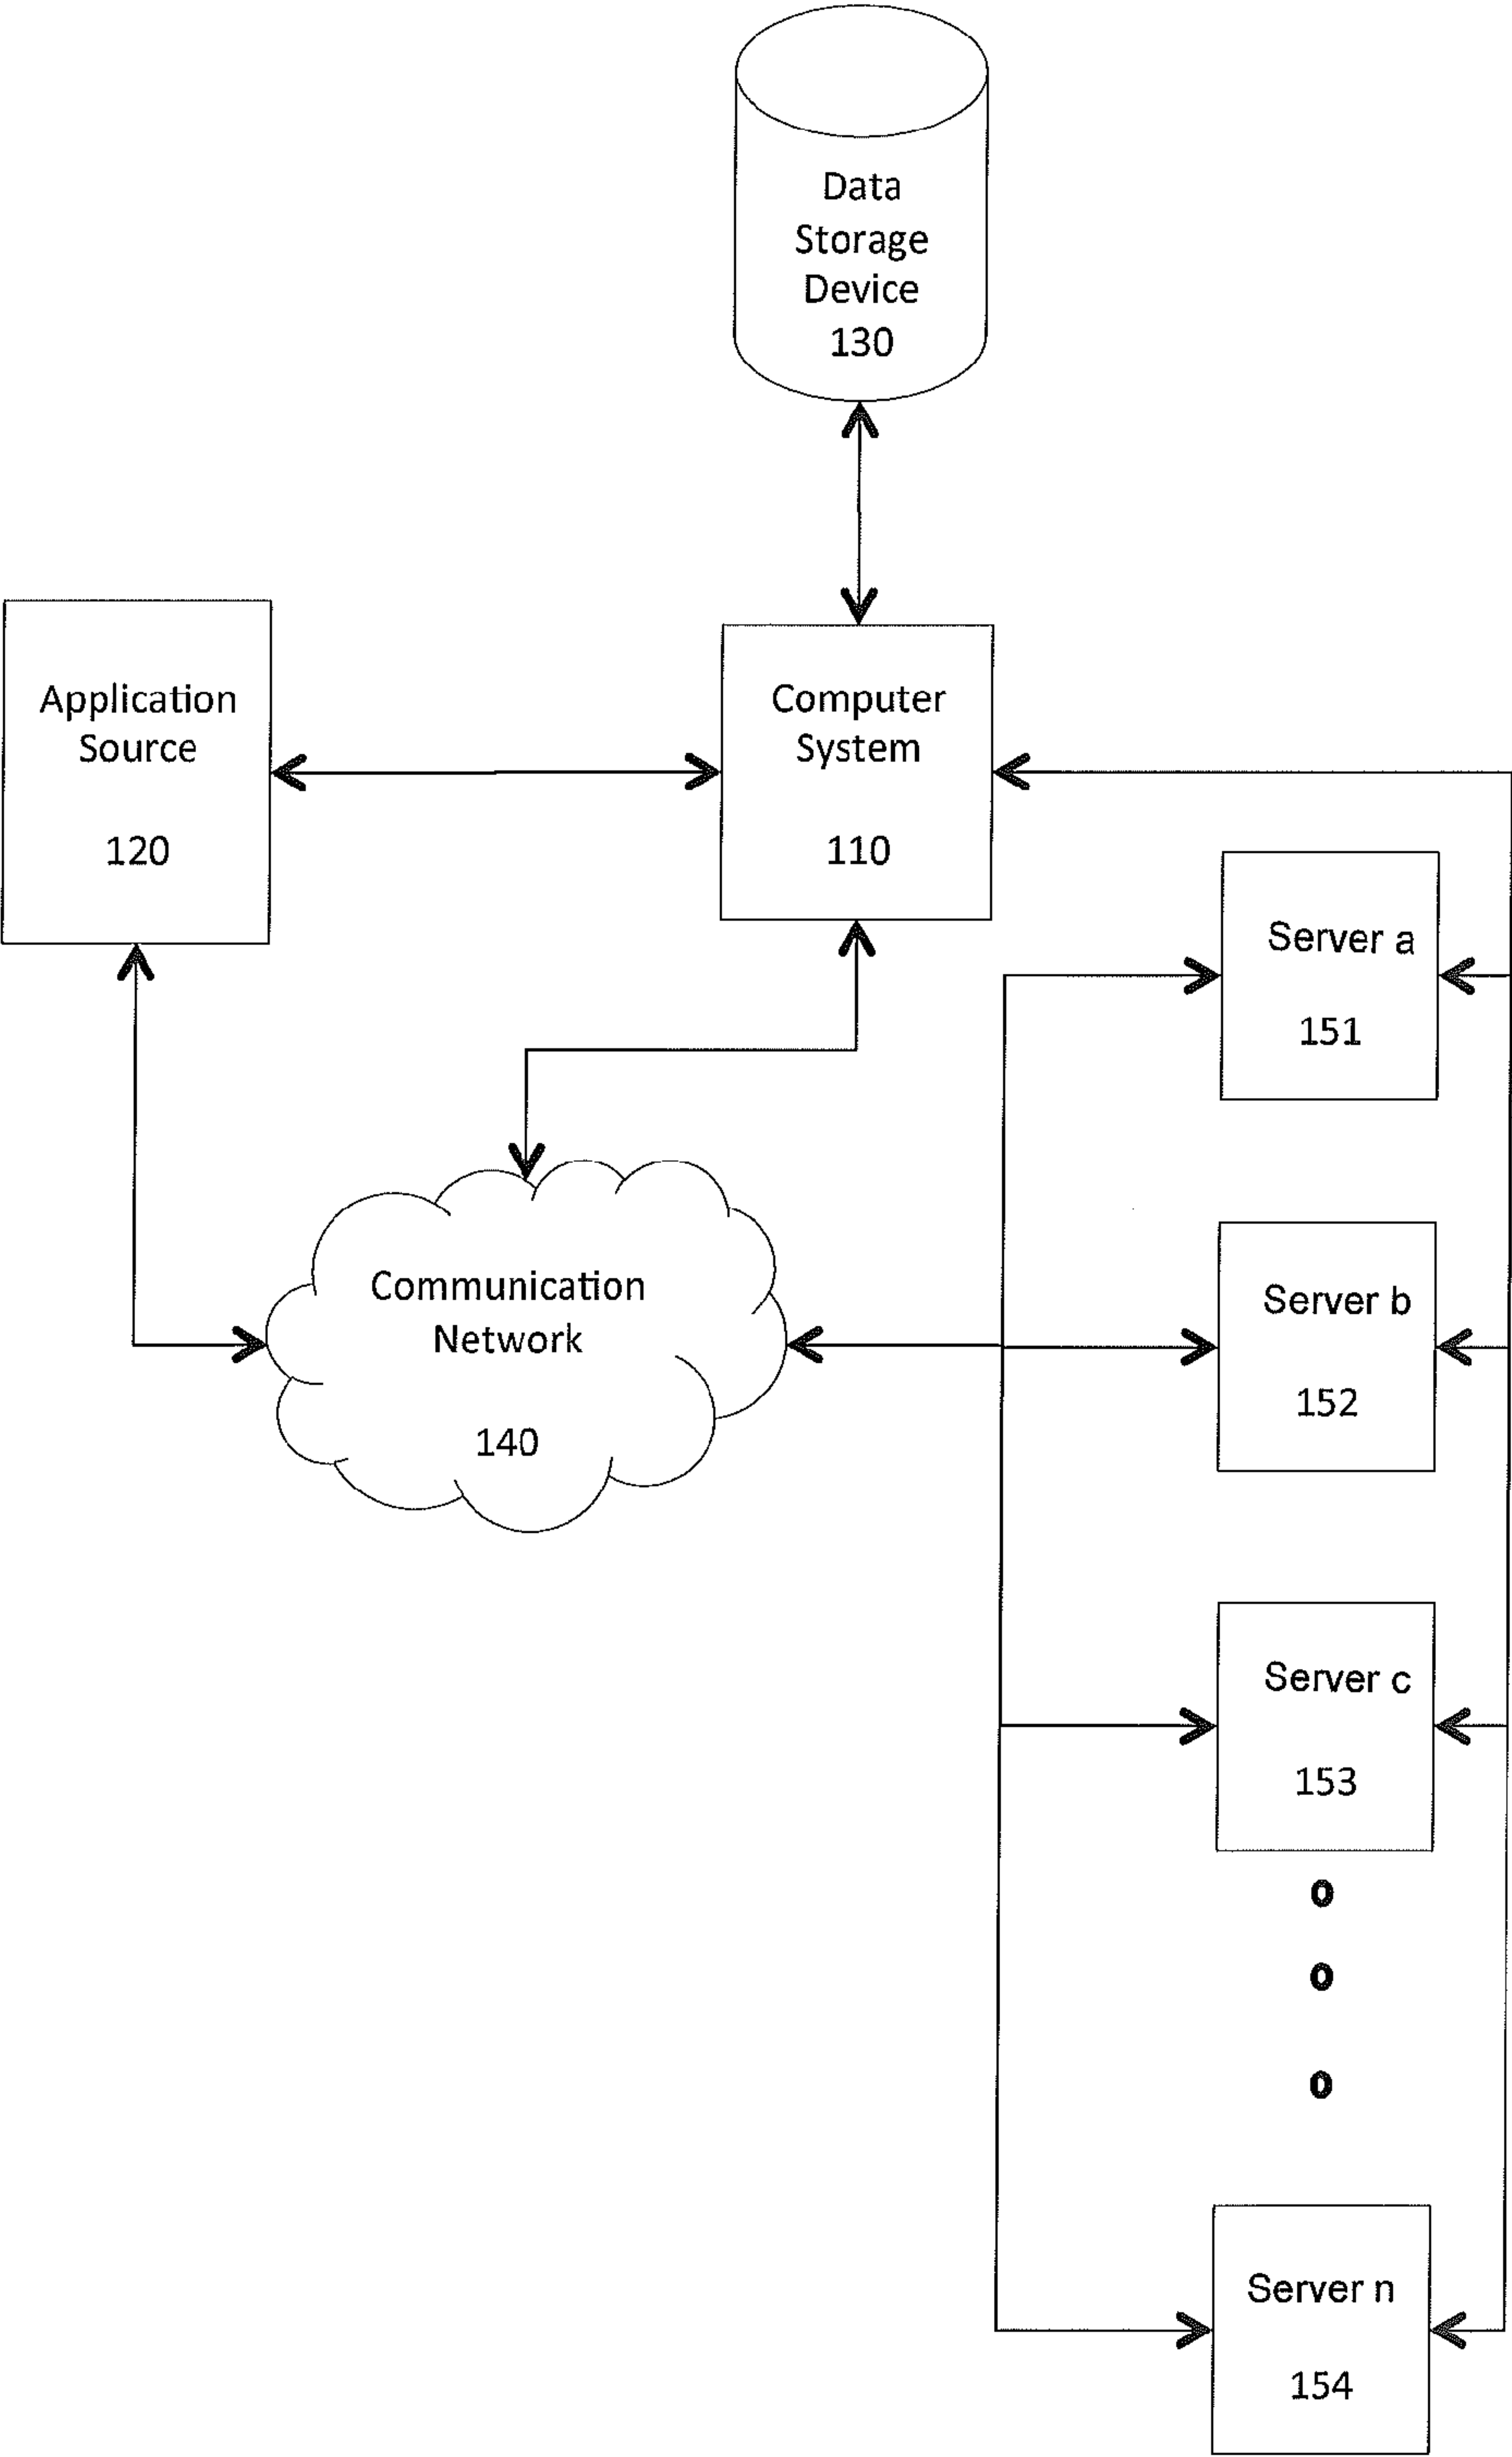 Data
Storage
Device
130
Application
Source
120
Computer
System
110
Server a
151
Communication
Network
140
Server b
152
Server c
153
o
o
o
Server n
154